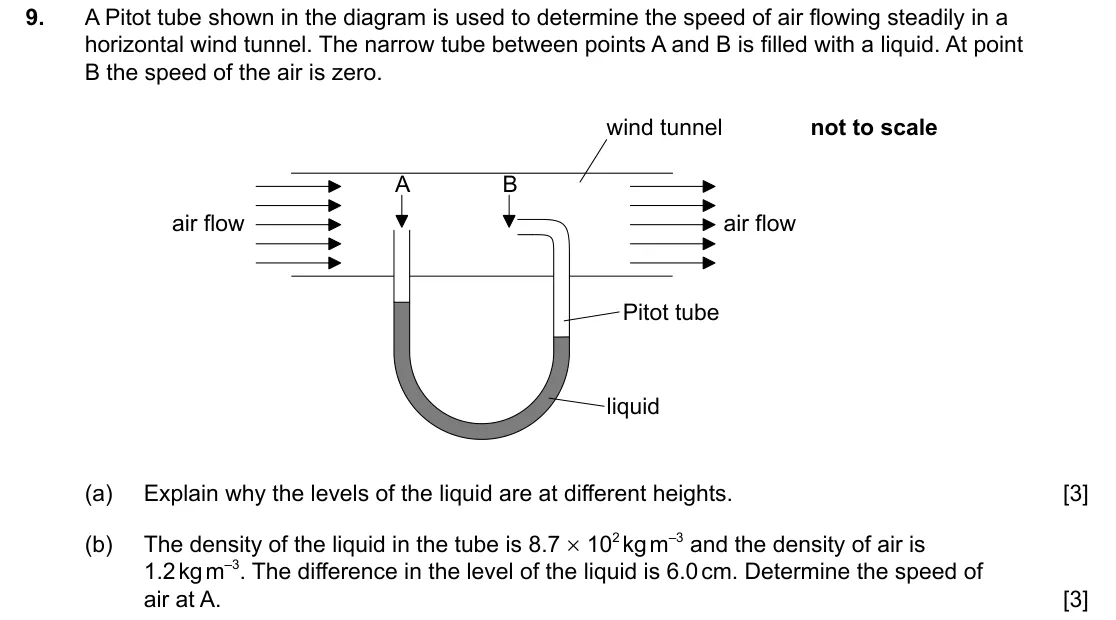 9. A Pitot tube shown in the diagram is used to determine the speed of air flowing steadily in a
horizontal wind tunnel. The narrow tube between points A and B is filled with a liquid. At point
B the speed of the air is zero.
wind tunnel
not to scale
A
B
air flow
air flow
Pitot tube
liquid
(a) Explain why the levels of the liquid are at different heights. [3]
(b) The density of the liquid in the tube is 8.7 × 10² kg m⁻³ and the density of air is
1.2 kg m⁻³. The difference in the level of the liquid is 6.0 cm. Determine the speed of
air at A. [3]